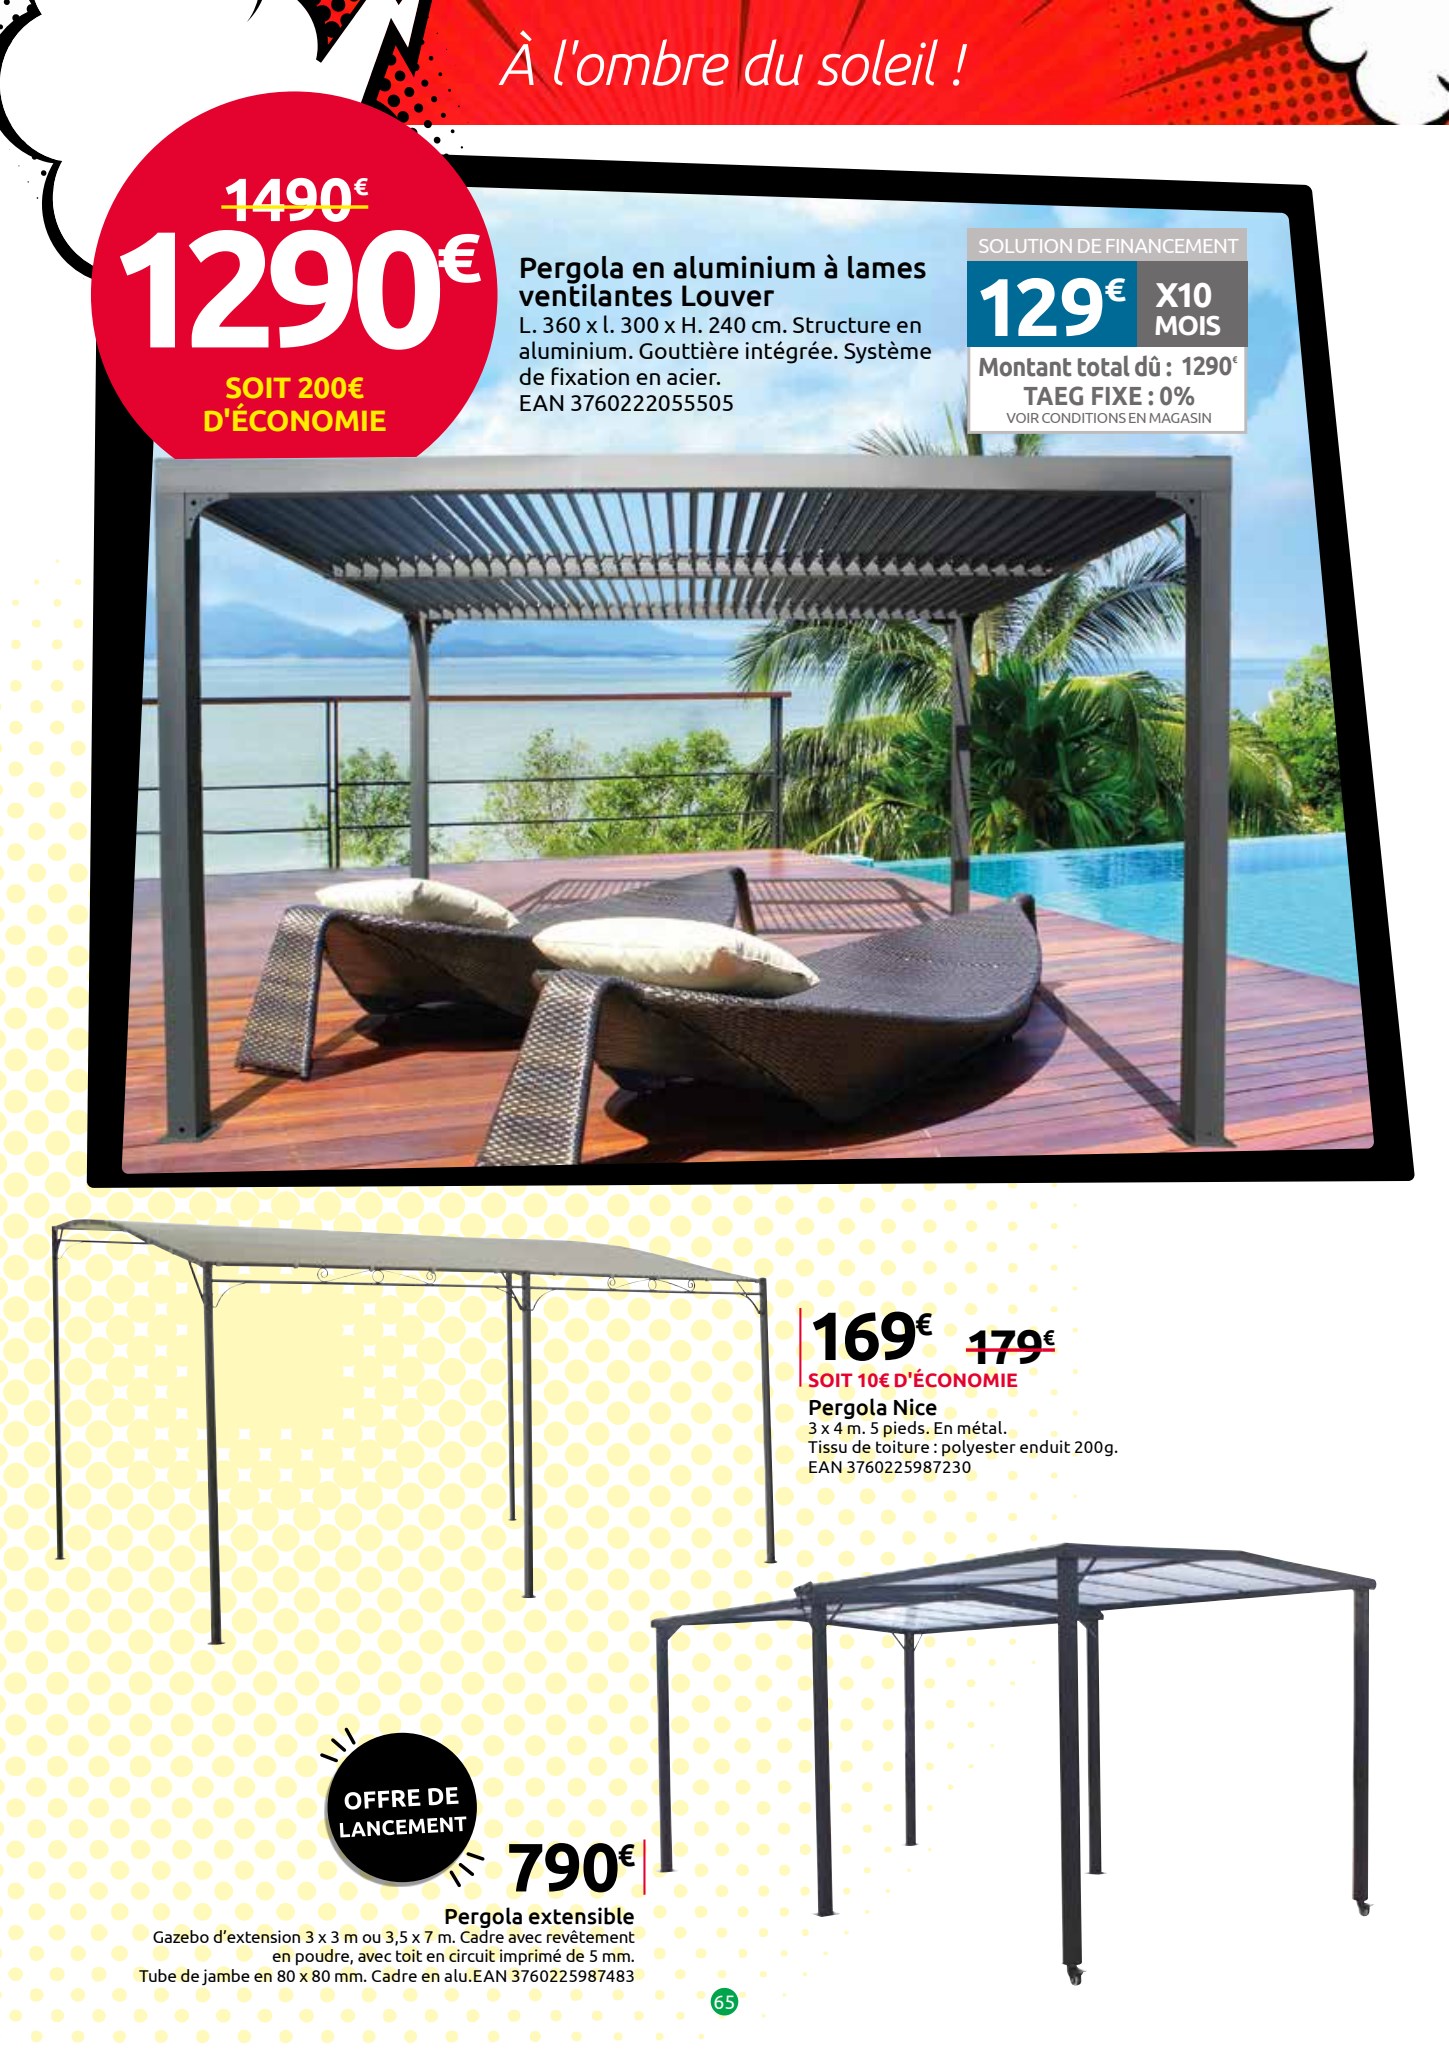 À l'ombre du soleil !
1490€
1290€
SOIT 200€
D'ÉCONOMIE
Pergola en aluminium à lames
ventilantes Louver
L. 360 x l. 300 x H. 240 cm. Structure en
aluminium. Gouttière intégrée. Système
de fixation en acier.
EAN 3760222055505
SOLUTION DE FINANCEMENT
129€ X10
MOIS
Montant total dû : 1290€
TAEG FIXE : 0%
VOIR CONDITIONS EN MAGASIN
169€ 179€
SOIT 10€ D'ÉCONOMIE
Pergola Nice
3 x 4 m. 5 pieds. En métal.
Tissu de toiture : polyester enduit 200g.
EAN 3760225987230
OFFRE DE
LANCEMENT
790€
Pergola extensible
Gazebo d’extension 3 x 3 m ou 3,5 x 7 m. Cadre avec revêtement
en poudre, avec toit en circuit imprimé de 5 mm.
Tube de jambe en 80 x 80 mm. Cadre en alu.EAN 3760225987483
65